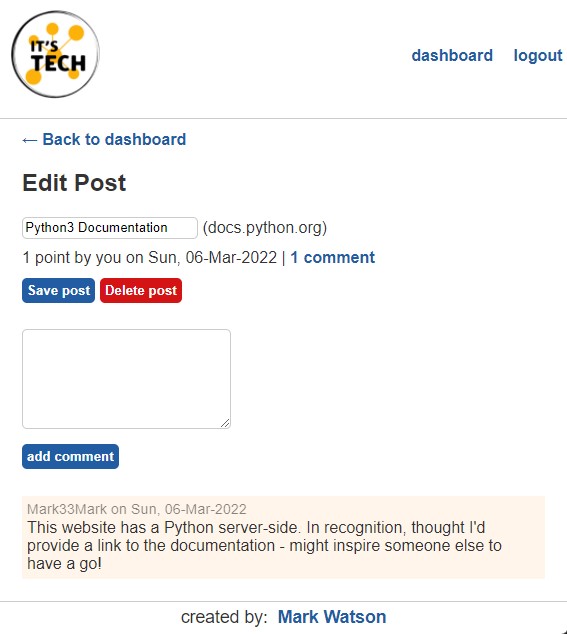 IT'S
TECH
dashboard logout
← Back to dashboard
Edit Post
Python3 Documentation (docs.python.org)
1 point by you on Sun, 06-Mar-2022 | 1 comment
Save post Delete post
add comment
Mark33Mark on Sun, 06-Mar-2022
This website has a Python server-side. In recognition, thought I'd
provide a link to the documentation - might inspire someone else to
have a go!
created by: Mark Watson